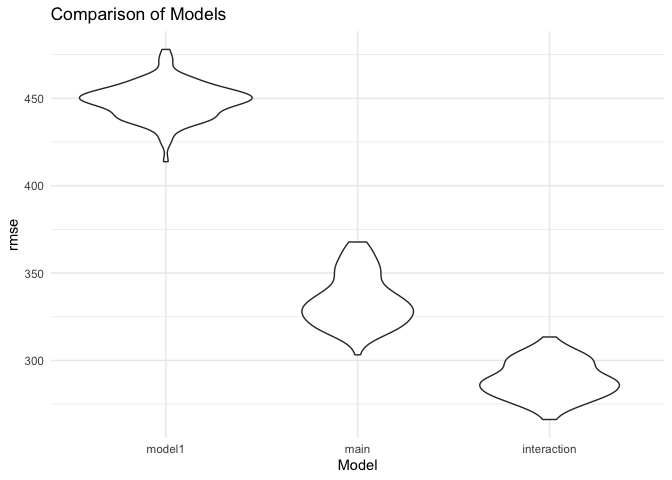 Comparison of Models
450
400
350
300
rmse
model1 main interaction
Model